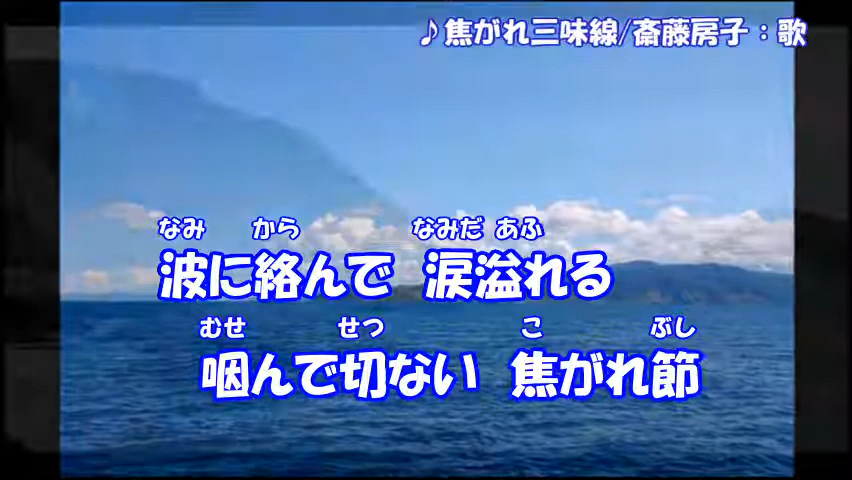 ♪焦がれ三味線/斎藤房子：歌
なみ から なみだ あふ
波に絡んで 涙溢れる
むせ せつ こ ぶし
咽んで切ない 焦がれ節